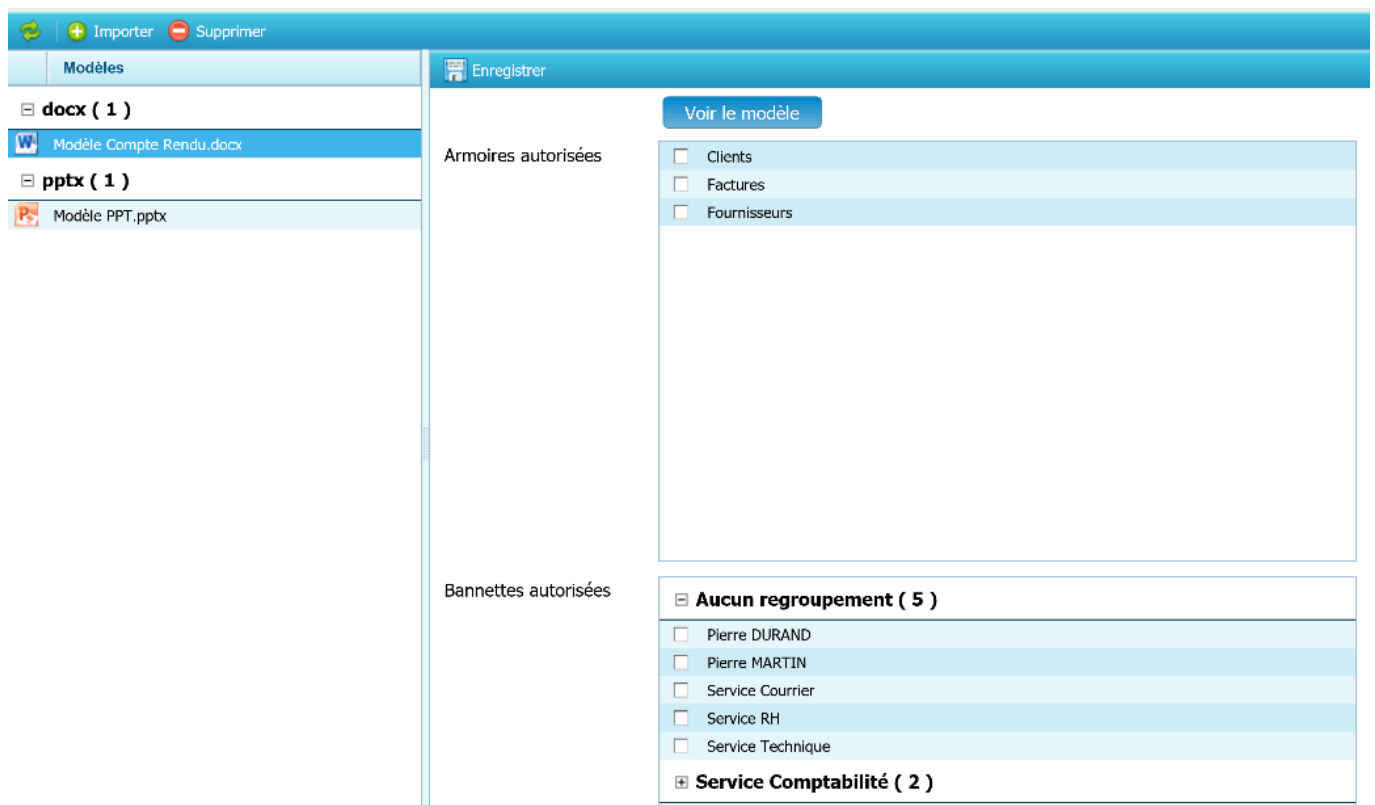 Importer Supprimer
Modèles
docx ( 1 )
Modèle Compte Rendu.docx
pptx ( 1 )
Modèle PPT.pptx
Enregistrer
Voir le modèle
Armoires autorisées
Clients
Factures
Fournisseurs
Bannettes autorisées
Aucun regroupement ( 5 )
Pierre DURAND
Pierre MARTIN
Service Courrier
Service RH
Service Technique
Service Comptabilité ( 2 )